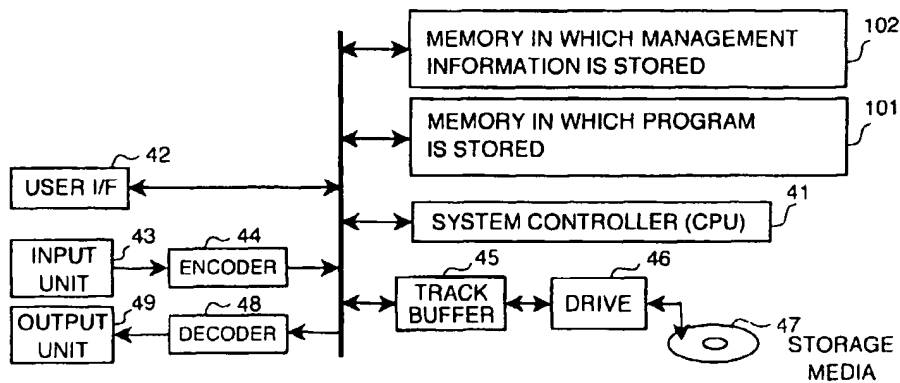 102
MEMORY IN WHICH MANAGEMENT
INFORMATION IS STORED
101
MEMORY IN WHICH PROGRAM
IS STORED
42
USER I/F
41
SYSTEM CONTROLLER (CPU)
43
INPUT
UNIT
44
ENCODER
45
TRACK
BUFFER
46
DRIVE
49
OUTPUT
UNIT
48
DECODER
47
STORAGE
MEDIA